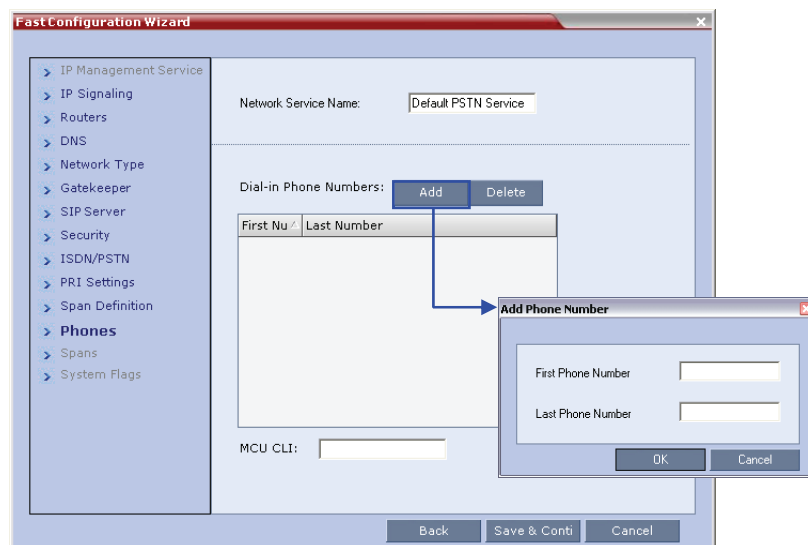 Fast Configuration Wizard
IP Management Service
IP Signaling
Routers
DNS
Network Type
Gatekeeper
SIP Server
Security
ISDN/PSTN
PRI Settings
Span Definition
Phones
Spans
System Flags
Network Service Name: Default PSTN Service
Dial-in Phone Numbers: Add Delete
First Nu Last Number
MCU CLI:
Add Phone Number
First Phone Number
Last Phone Number
OK Cancel
Back Save & Conti Cancel